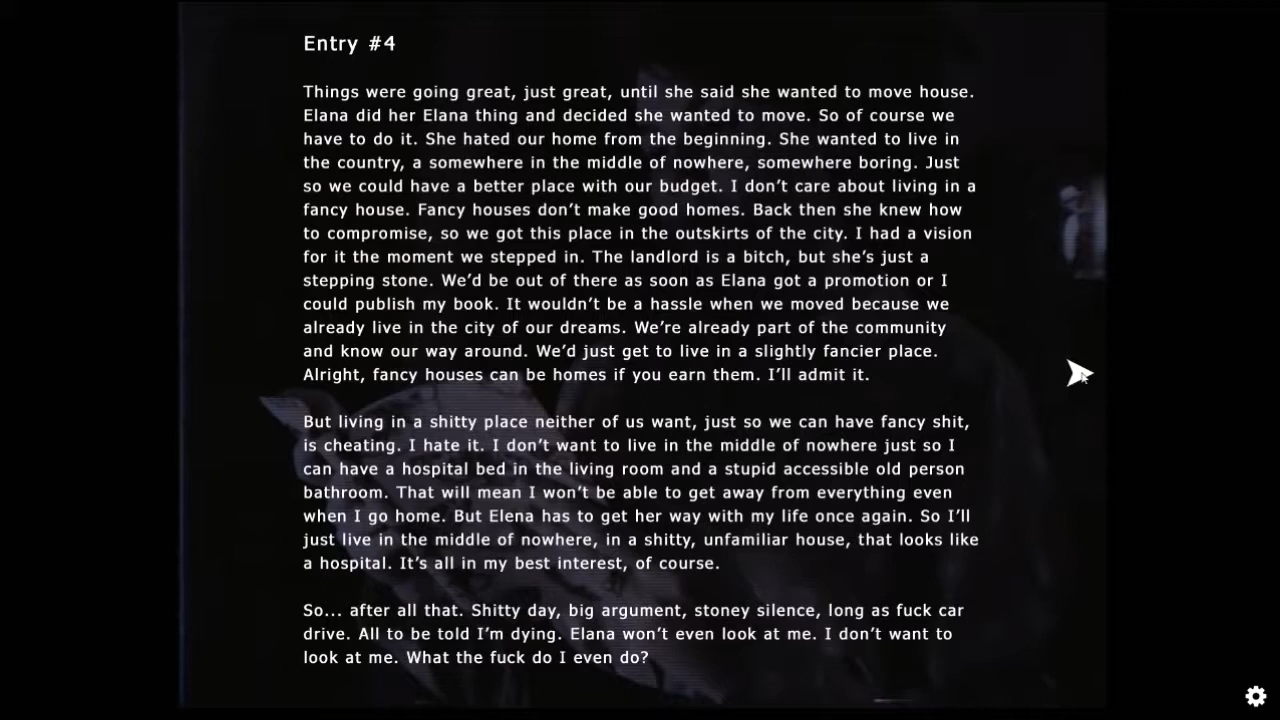 Entry #4
Things were going great, just great, until she said she wanted to move house.
Elana did her Elana thing and decided she wanted to move. So of course we
have to do it. She hated our home from the beginning. She wanted to live in
the country, a somewhere in the middle of nowhere, somewhere boring. Just
so we could have a better place with our budget. I don't care about living in a
fancy house. Fancy houses don't make good homes. Back then she knew how
to compromise, so we got this place in the outskirts of the city. I had a vision
for it the moment we stepped in. The landlord is a bitch, but she's just a
stepping stone. We'd be out of there as soon as Elana got a promotion or I
could publish my book. It wouldn't be a hassle when we moved because we
already live in the city of our dreams. We're already part of the community
and know our way around. We'd just get to live in a slightly fancier place.
Alright, fancy houses can be homes if you earn them. I'll admit it.
But living in a shitty place neither of us want, just so we can have fancy shit,
is cheating. I hate it. I don't want to live in the middle of nowhere just so I
can have a hospital bed in the living room and a stupid accessible old person
bathroom. That will mean I won't be able to get away from everything even
when I go home. But Elena has to get her way with my life once again. So I'll
just live in the middle of nowhere, in a shitty, unfamiliar house, that looks like
a hospital. It's all in my best interest, of course.
So... after all that. Shitty day, big argument, stoney silence, long as fuck car
drive. All to be told I'm dying. Elana won't even look at me. I don't want to
look at me. What the fuck do I even do?